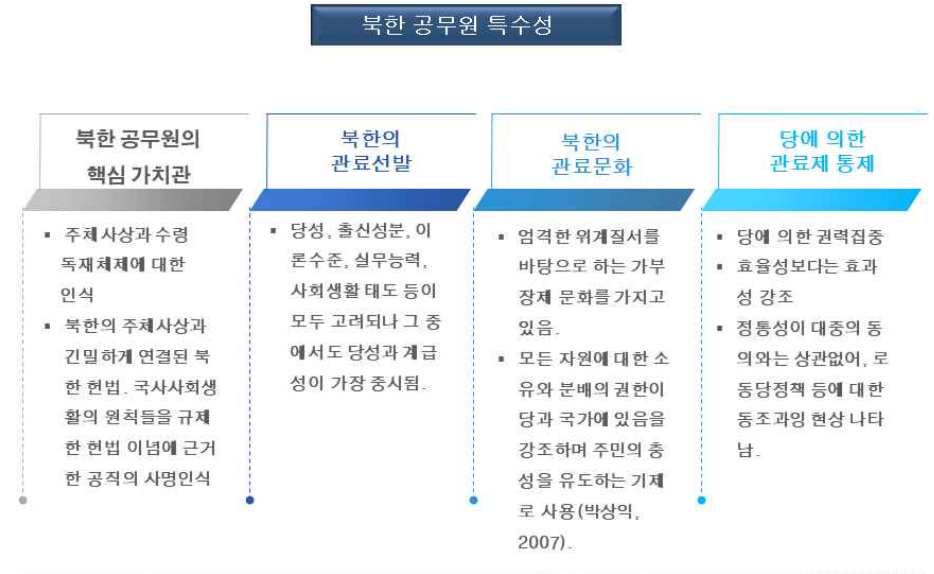 북한 공무원 특수성
북한 공무원의
핵심 가치관
▪ 주체사상과 수령
독재체제에 대한
인식
▪ 북한의 주체사상과
긴밀하게 연결된 북
한 헌법. 국사사회생
활의 원칙들을 규제
한 헌법 이념에 근거
한 공직의 사명인식
북한의
관료선발
▪ 당성, 출신성분, 이
론수준, 실무능력,
사회생활 태도 등이
모두 고려되나 그 중
에서도 당성과 계급
성이 가장 중시됨.
북한의
관료문화
▪ 엄격한 위계질서를
바탕으로 하는 가부
장제 문화를 가지고
있음.
▪ 모든 자원에 대한 소
유와 분배의 권한이
당과 국가에 있음을
강조하며 주민의 충
성을 유도하는 기제
로 사용(박상익,
2007).
당에 의한
관료제 통제
▪ 당에 의한 권력집중
▪ 효율성보다는 효과
성 강조
▪ 정통성이 대중의 동
의와는 상관없어, 로
동당정책 등에 대한
동조과잉 현상 나타
남.